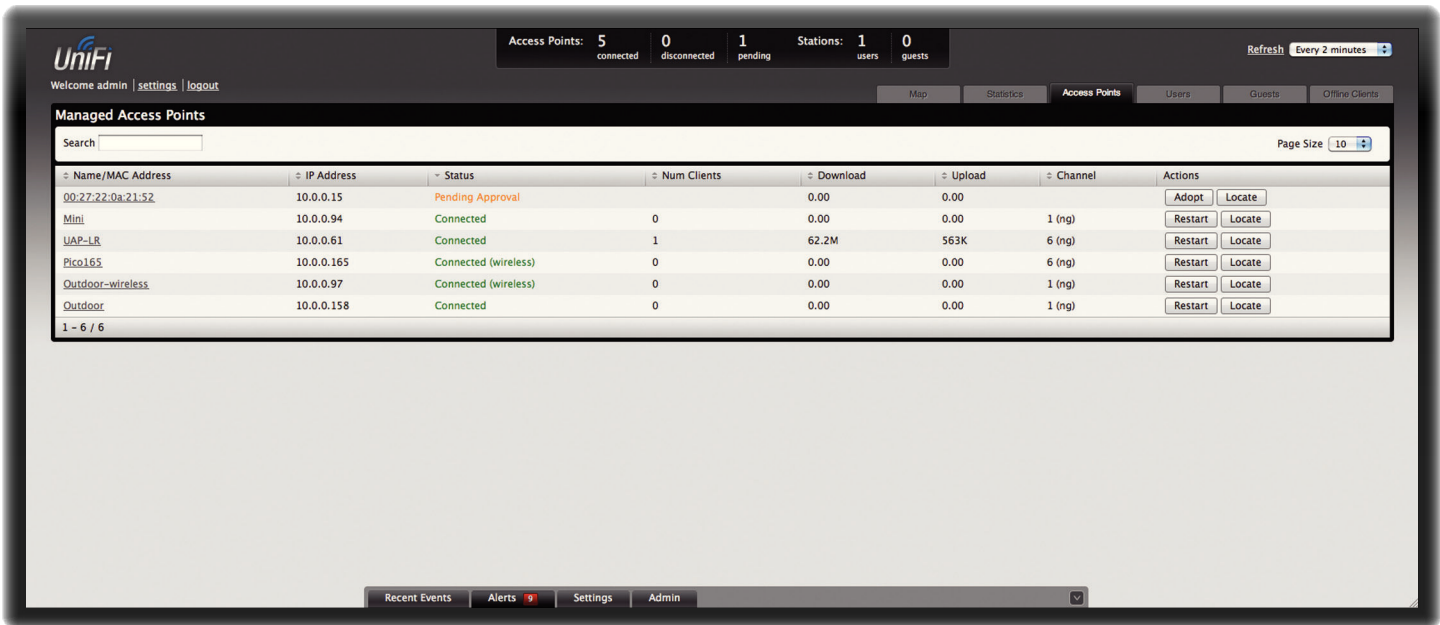 UniFi
Access Points: 5 connected 0 disconnected 1 pending Stations: 1 users 0 guests
Refresh Every 2 minutes
Welcome admin | settings | logout
Map Statistics Access Points Users Guests Offline Clients
Managed Access Points
Search Page Size 10
Name/MAC Address IP Address Status Num Clients Download Upload Channel Actions
00:27:22:0a:21:52 10.0.0.15 Pending Approval 0.00 0.00 Adopt Locate
Mini 10.0.0.94 Connected 0 0.00 0.00 1 (ng) Restart Locate
UAP-LR 10.0.0.61 Connected 1 62.2M 563K 6 (ng) Restart Locate
Pico165 10.0.0.165 Connected (wireless) 0 0.00 0.00 6 (ng) Restart Locate
Outdoor-wireless 10.0.0.97 Connected (wireless) 0 0.00 0.00 1 (ng) Restart Locate
Outdoor 10.0.0.158 Connected 0 0.00 0.00 1 (ng) Restart Locate
1 - 6 / 6
Recent Events Alerts 9 Settings Admin